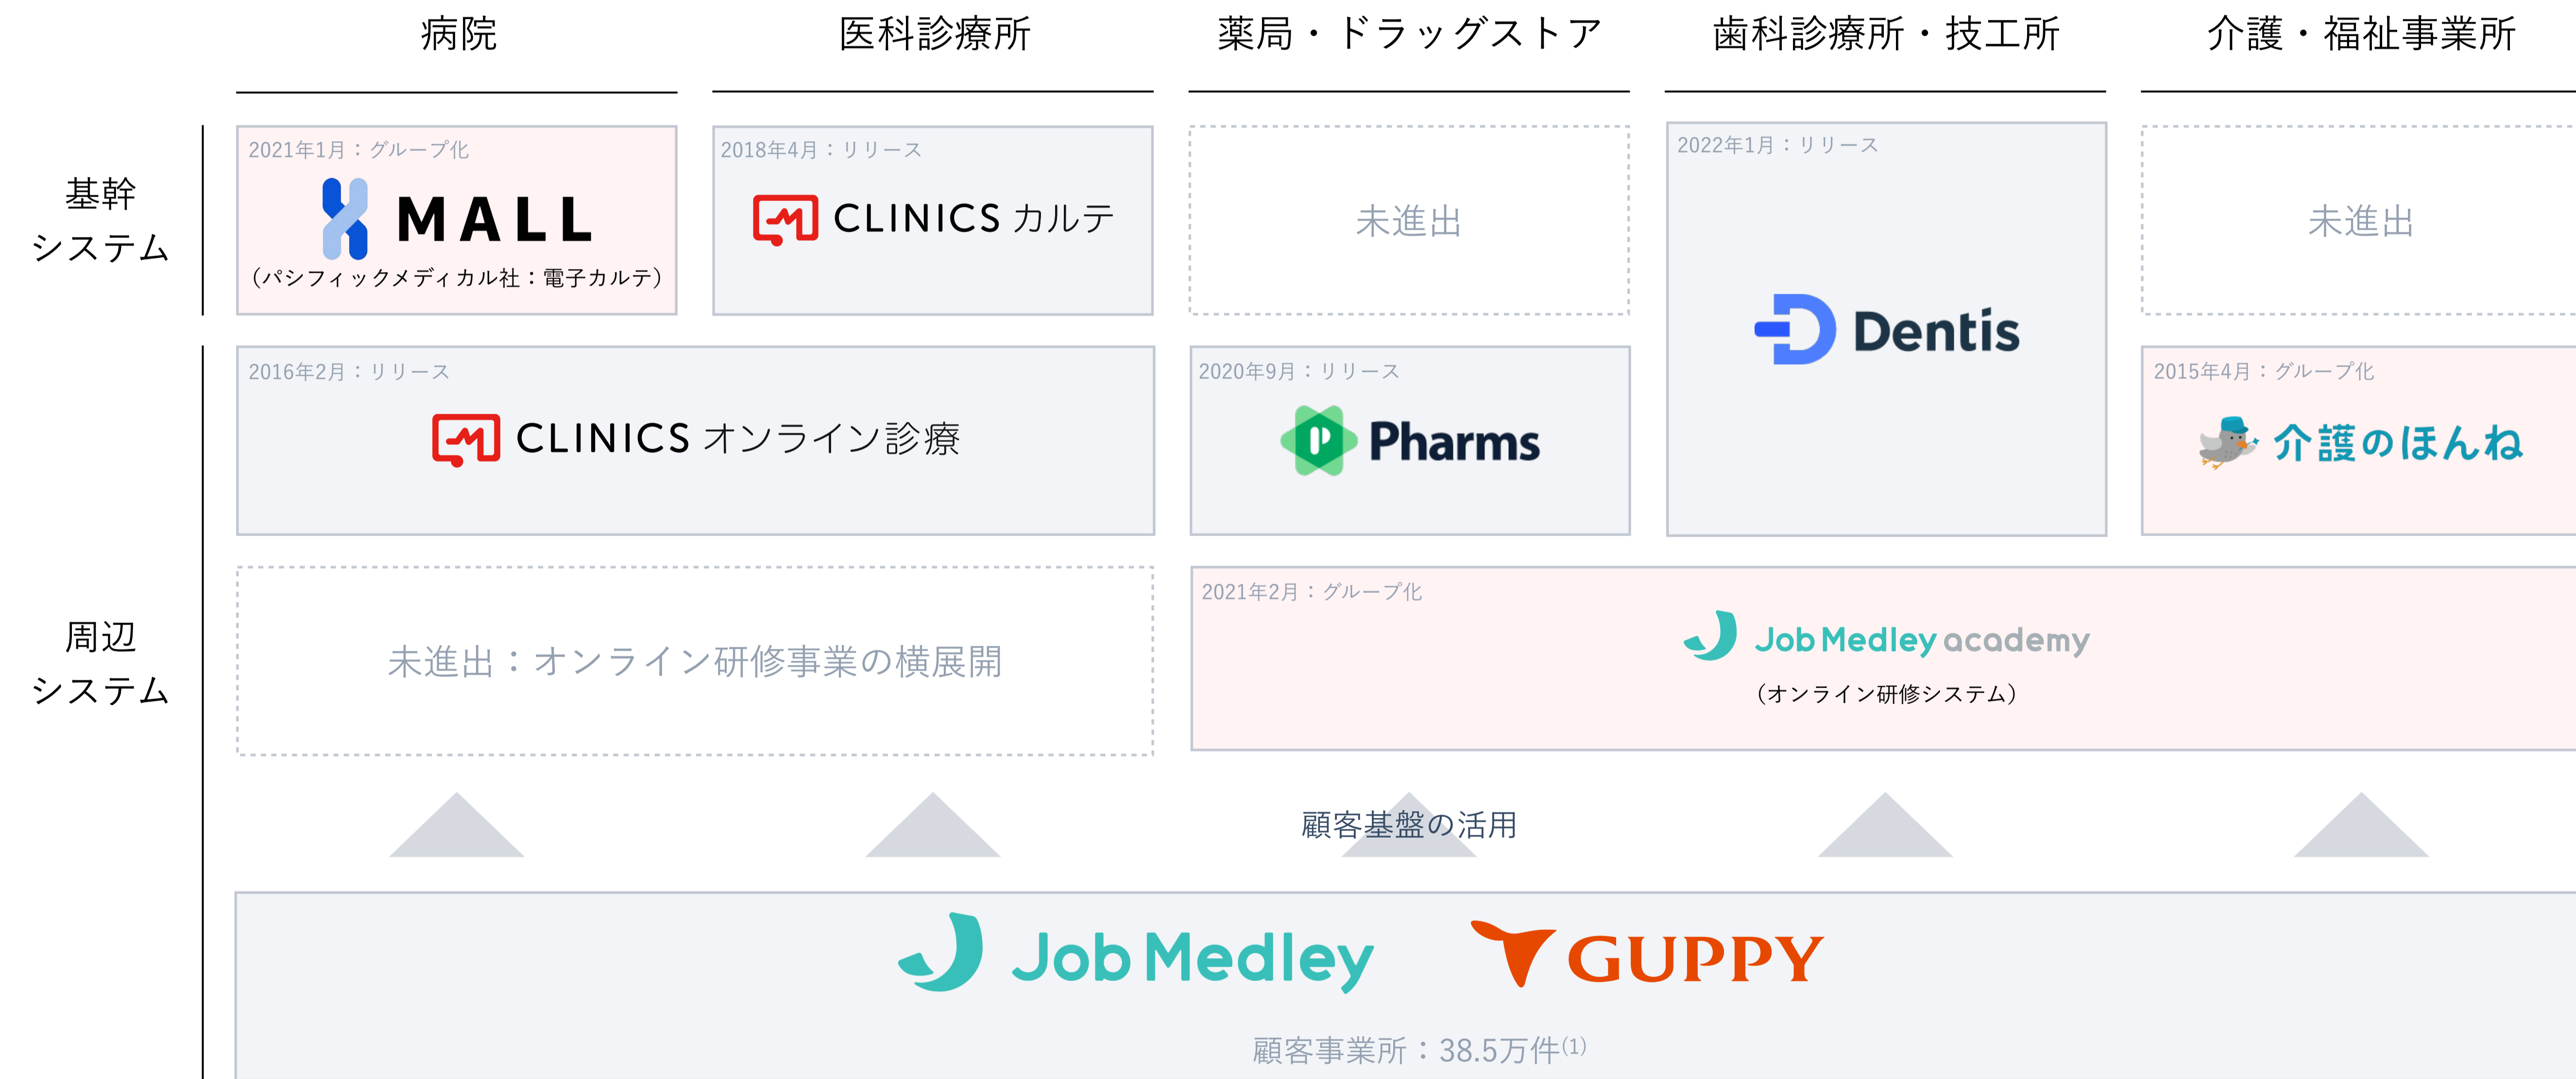 病院
医科診療所
薬局・ドラッグストア
歯科診療所・技工所
介護・福祉事業所
基幹
システム
2021年1月：グループ化
MALL
（パシフィックメディカル社：電子カルテ）
2018年4月：リリース
CLINICS カルテ
未進出
2022年1月：リリース
Dentis
未進出
周辺
システム
2016年2月：リリース
CLINICS オンライン診療
2020年9月：リリース
Pharms
2015年4月：グループ化
介護のほんね
未進出：オンライン研修事業の横展開
2021年2月：グループ化
Job Medley academy
（オンライン研修システム）
顧客基盤の活用
Job Medley
GUPPY
顧客事業所：38.5万件(1)